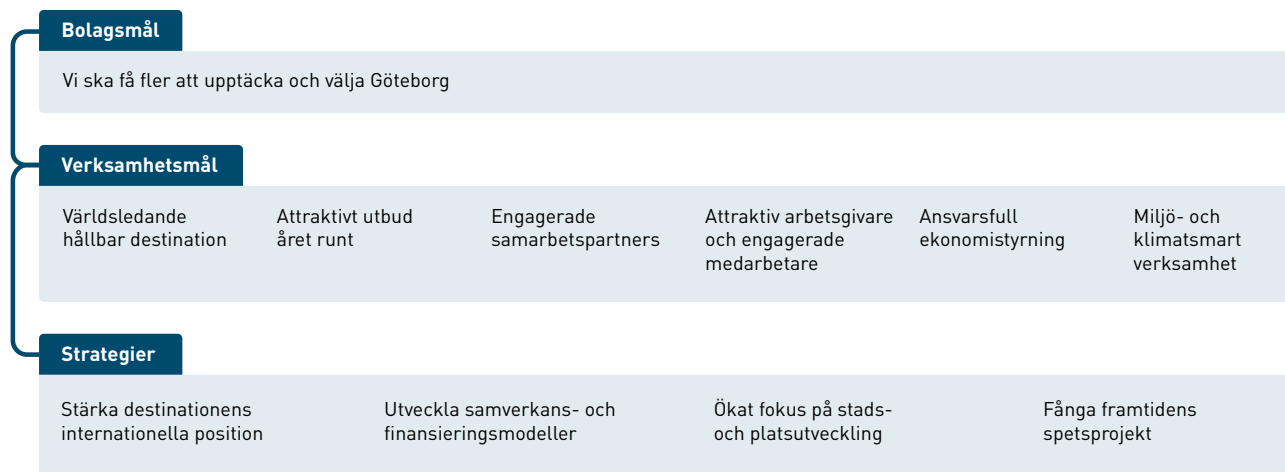 Bolagsmål
Vi ska få fler att upptäcka och välja Göteborg
Verksamhetsmål
Världsledande
hållbar destination
Attraktivt utbud
året runt
Engagerade
samarbetspartners
Attraktiv arbetsgivare
och engagerade
medarbetare
Ansvarsfull
ekonomistyrning
Miljö- och
klimatsmart
verksamhet
Strategier
Stärka destinationens
internationella position
Utveckla samverkans- och
finansieringsmodeller
Ökat fokus på stads-
och platsutveckling
Fånga framtidens
spetsprojekt